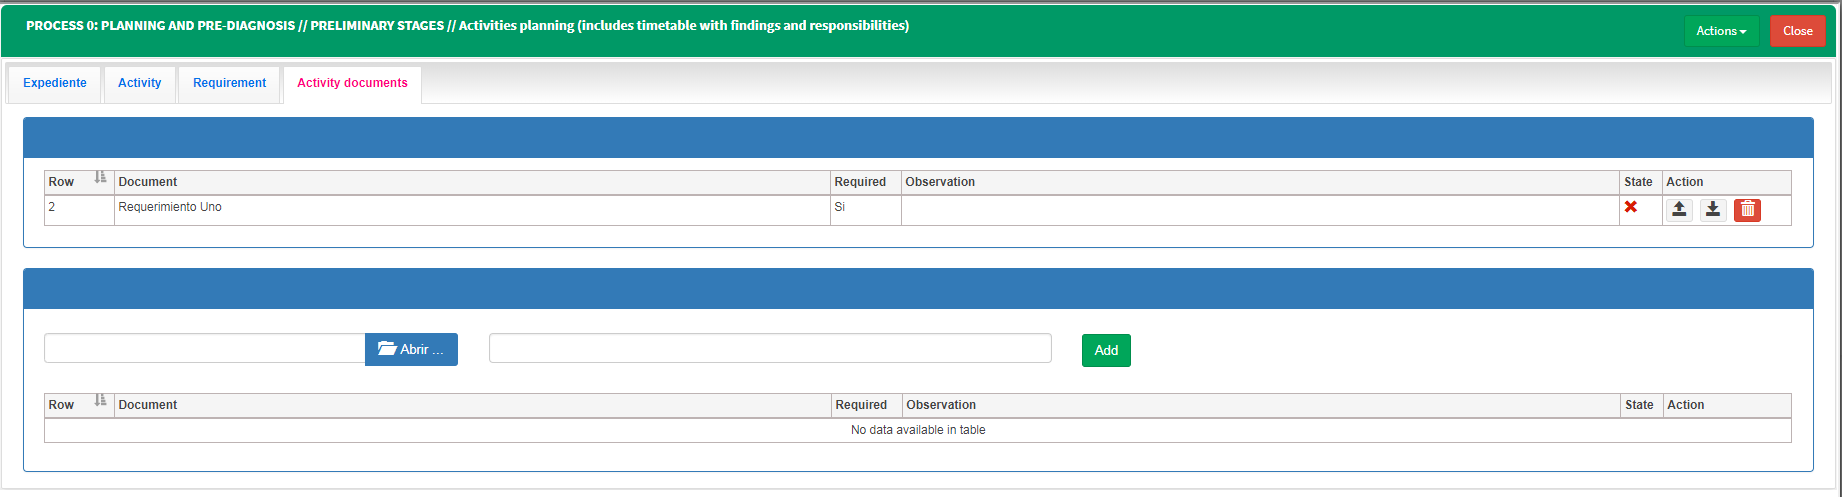 PROCESS 0: PLANNING AND PRE-DIAGNOSIS // PRELIMINARY STAGES // Activities planning (includes timetable with findings and responsibilities)
Actions
Close
Expediente
Activity
Requirement
Activity documents
Row Document Required Observation State Action
2 Requerimiento Uno Si
Abrir ...
Add
Row Document Required Observation State Action
No data available in table